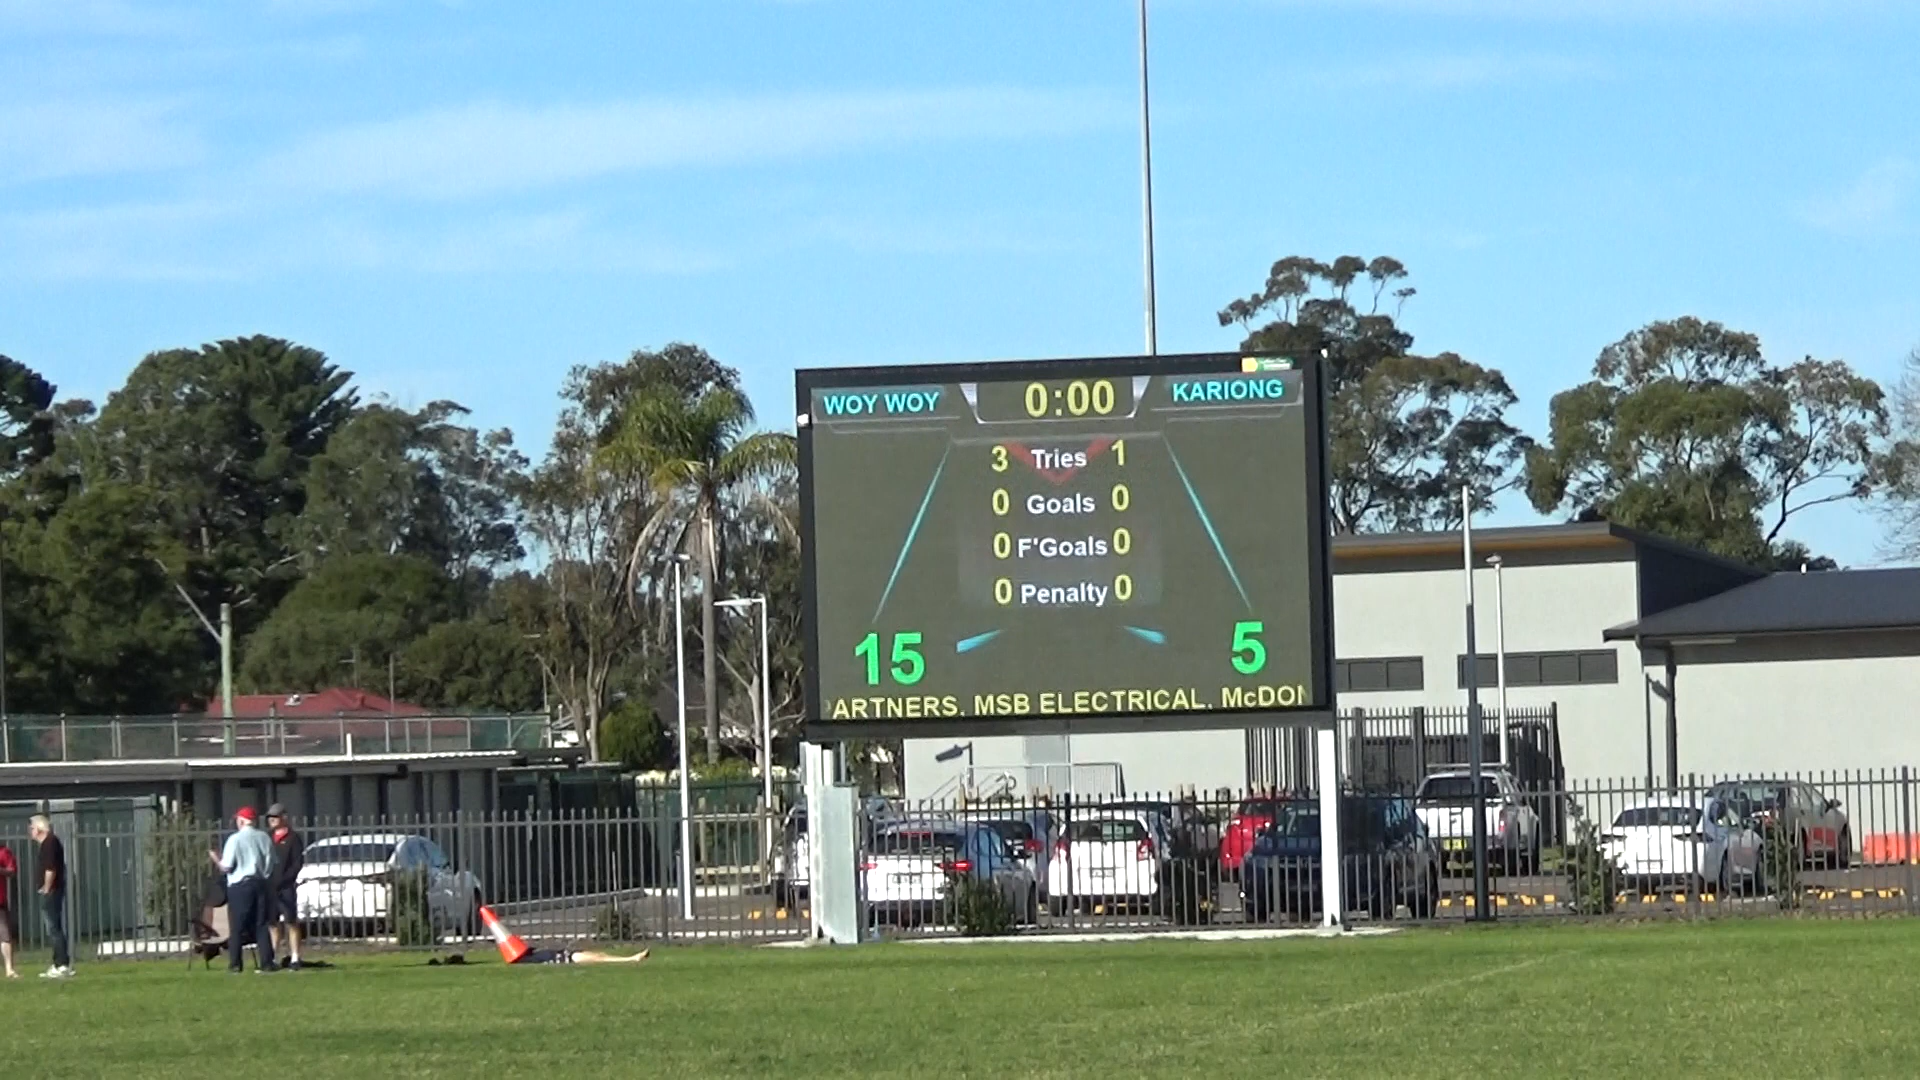 WOY WOY 0:00 KARIONG
3 Tries 1
0 Goals 0
0 F'Goals 0
0 Penalty 0
15 5
ARTNERS, MSB ELECTRICAL, McDON